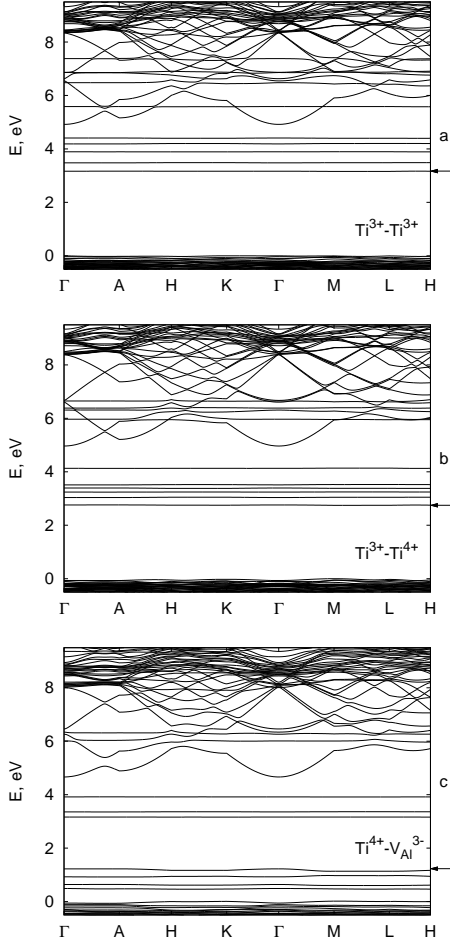 8
6
4
2
0
E, eV
a
Ti3+-Ti3+
Γ A H K Γ M L H
8
6
4
2
0
E, eV
b
Ti3+-Ti4+
Γ A H K Γ M L H
8
6
4
2
0
E, eV
c
Ti4+-VAl3-
Γ A H K Γ M L H